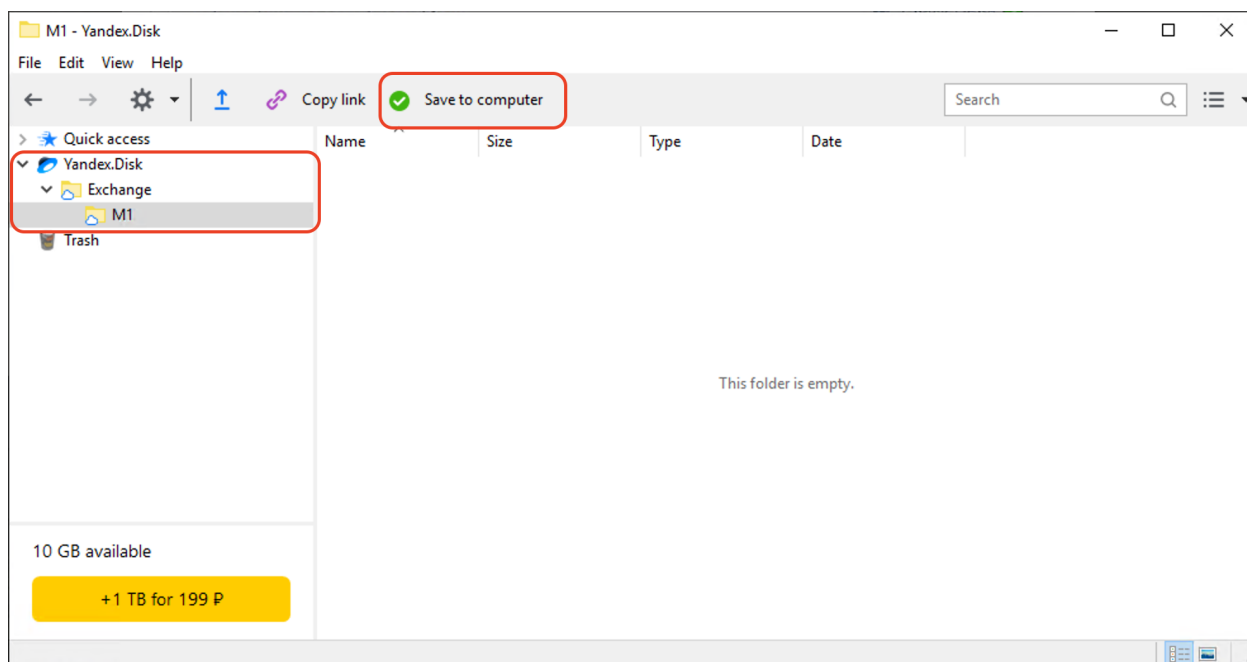 M1 - Yandex.Disk
File Edit View Help
Copy link Save to computer Search
Quick access
Name Size Type Date
Yandex.Disk
Exchange
M1
Trash
This folder is empty.
10 GB available
+1 TB for 199 ₽